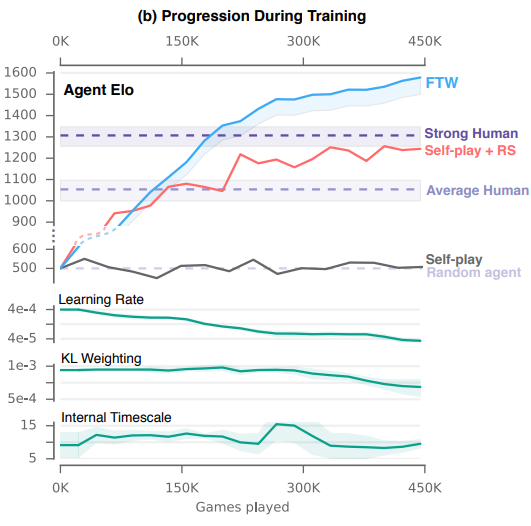 (b) Progression During Training
0K 150K 300K 450K
1600
Agent Elo
FTW
1500
1400
1300
Strong Human
1200
Self-play + RS
1100
1000
Average Human
900
600
500
Self-play
Random agent
Learning Rate
4e-4
4e-5
KL Weighting
1e-3
5e-4
Internal Timescale
15
5
0K 150K 300K 450K
Games played